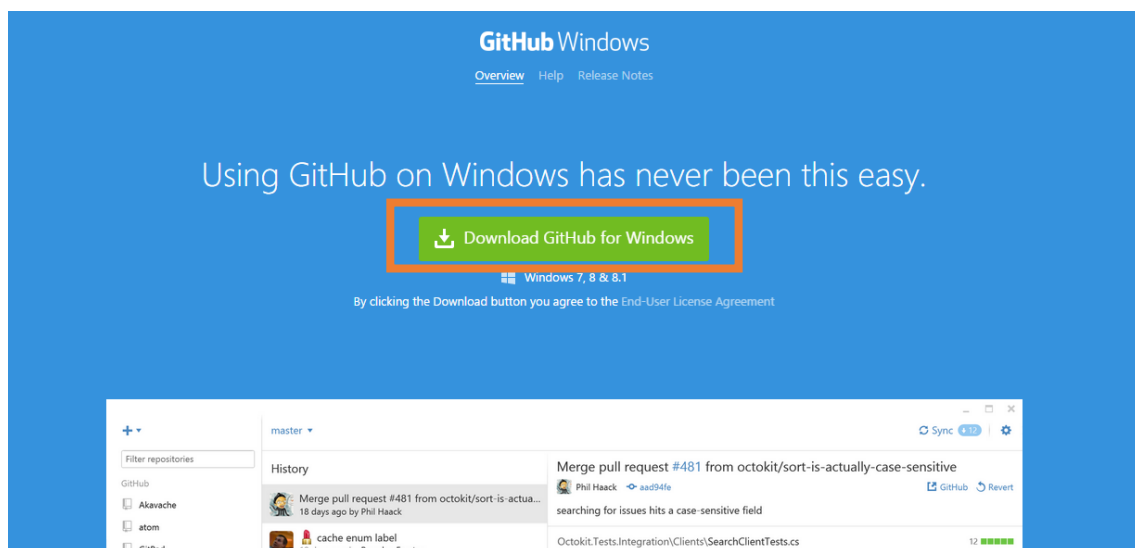 GitHub Windows
Overview Help Release Notes
Using GitHub on Windows has never been this easy.
Download GitHub for Windows
Windows 7, 8 & 8.1
By clicking the Download button you agree to the End-User License Agreement
master
Sync 12
Filter repositories
GitHub
Akavache
atom
History
Merge pull request #481 from octokit/sort-is-actua...
18 days ago by Phil Haack
cache enum label
Merge pull request #481 from octokit/sort-is-actually-case-sensitive
Phil Haack aad94fe
GitHub Revert
searching for issues hits a case-sensitive field
Octokit.Tests.Integration\Clients\SearchClientTests.cs
12